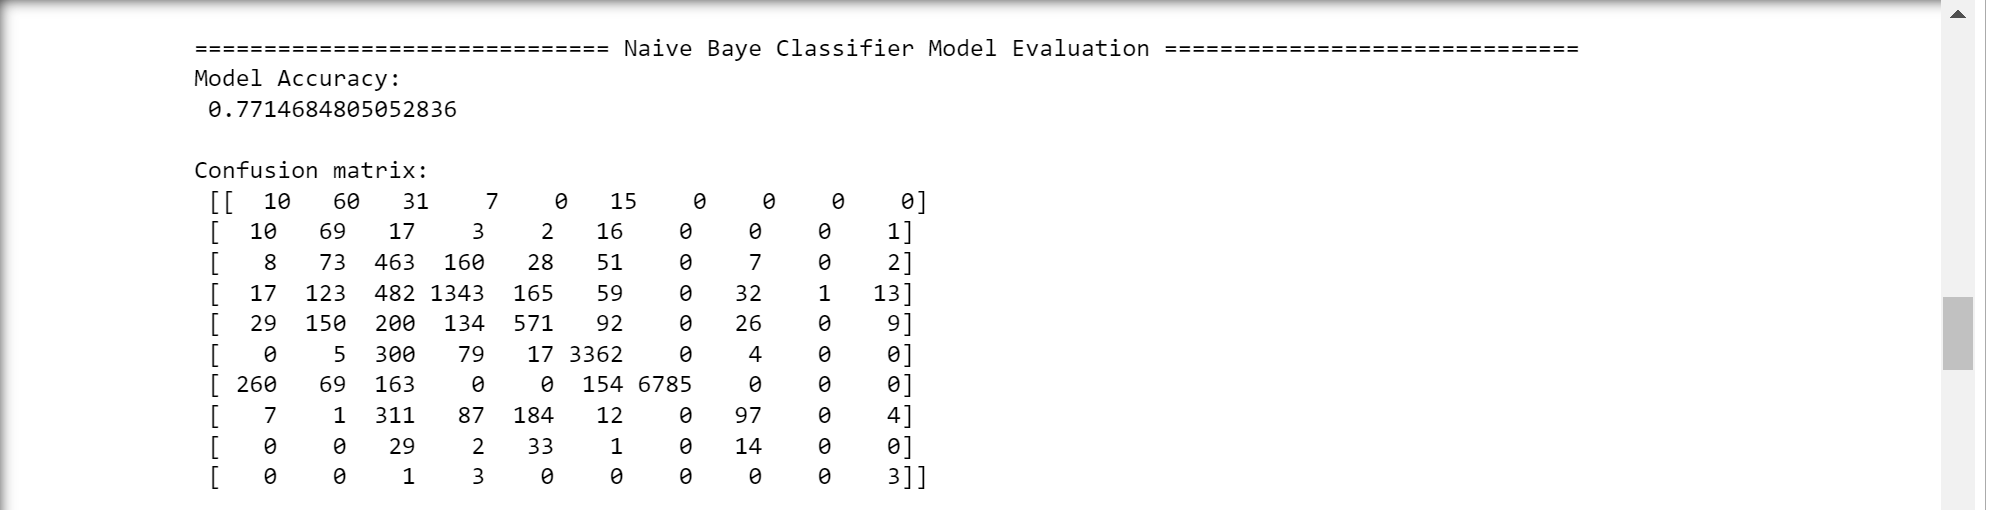 ============================== Naive Baye Classifier Model Evaluation ==============================
Model Accuracy:
 0.7714684805052836

Confusion matrix:
 [[  10   60   31    7    0   15    0    0    0    0]
 [  10   69   17    3    2   16    0    0    0    1]
 [   8   73  463  160   28   51    0    7    0    2]
 [  17  123  482 1343  165   59    0   32    1   13]
 [  29  150  200  134  571   92    0   26    0    9]
 [   0    5  300   79   17 3362    0    4    0    0]
 [ 260   69  163    0    0  154 6785    0    0    0]
 [   7    1  311   87  184   12    0   97    0    4]
 [   0    0   29    2   33    1    0   14    0    0]
 [   0    0    1    3    0    0    0    0    0    3]]